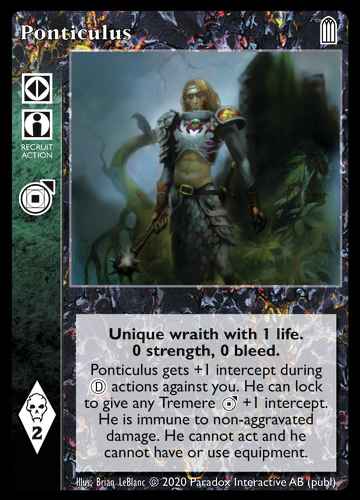 Ponticulus
RECRUIT
ACTION
Unique wraith with 1 life.
0 strength, 0 bleed.
Ponticulus gets +1 intercept during
Ⓓ actions against you. He can lock
to give any Tremere +1 intercept.
He is immune to non-aggravated
damage. He cannot act and he
cannot have or use equipment.
2
Illus: Brian LeBlanc © 2020 Paradox Interactive AB (publ)